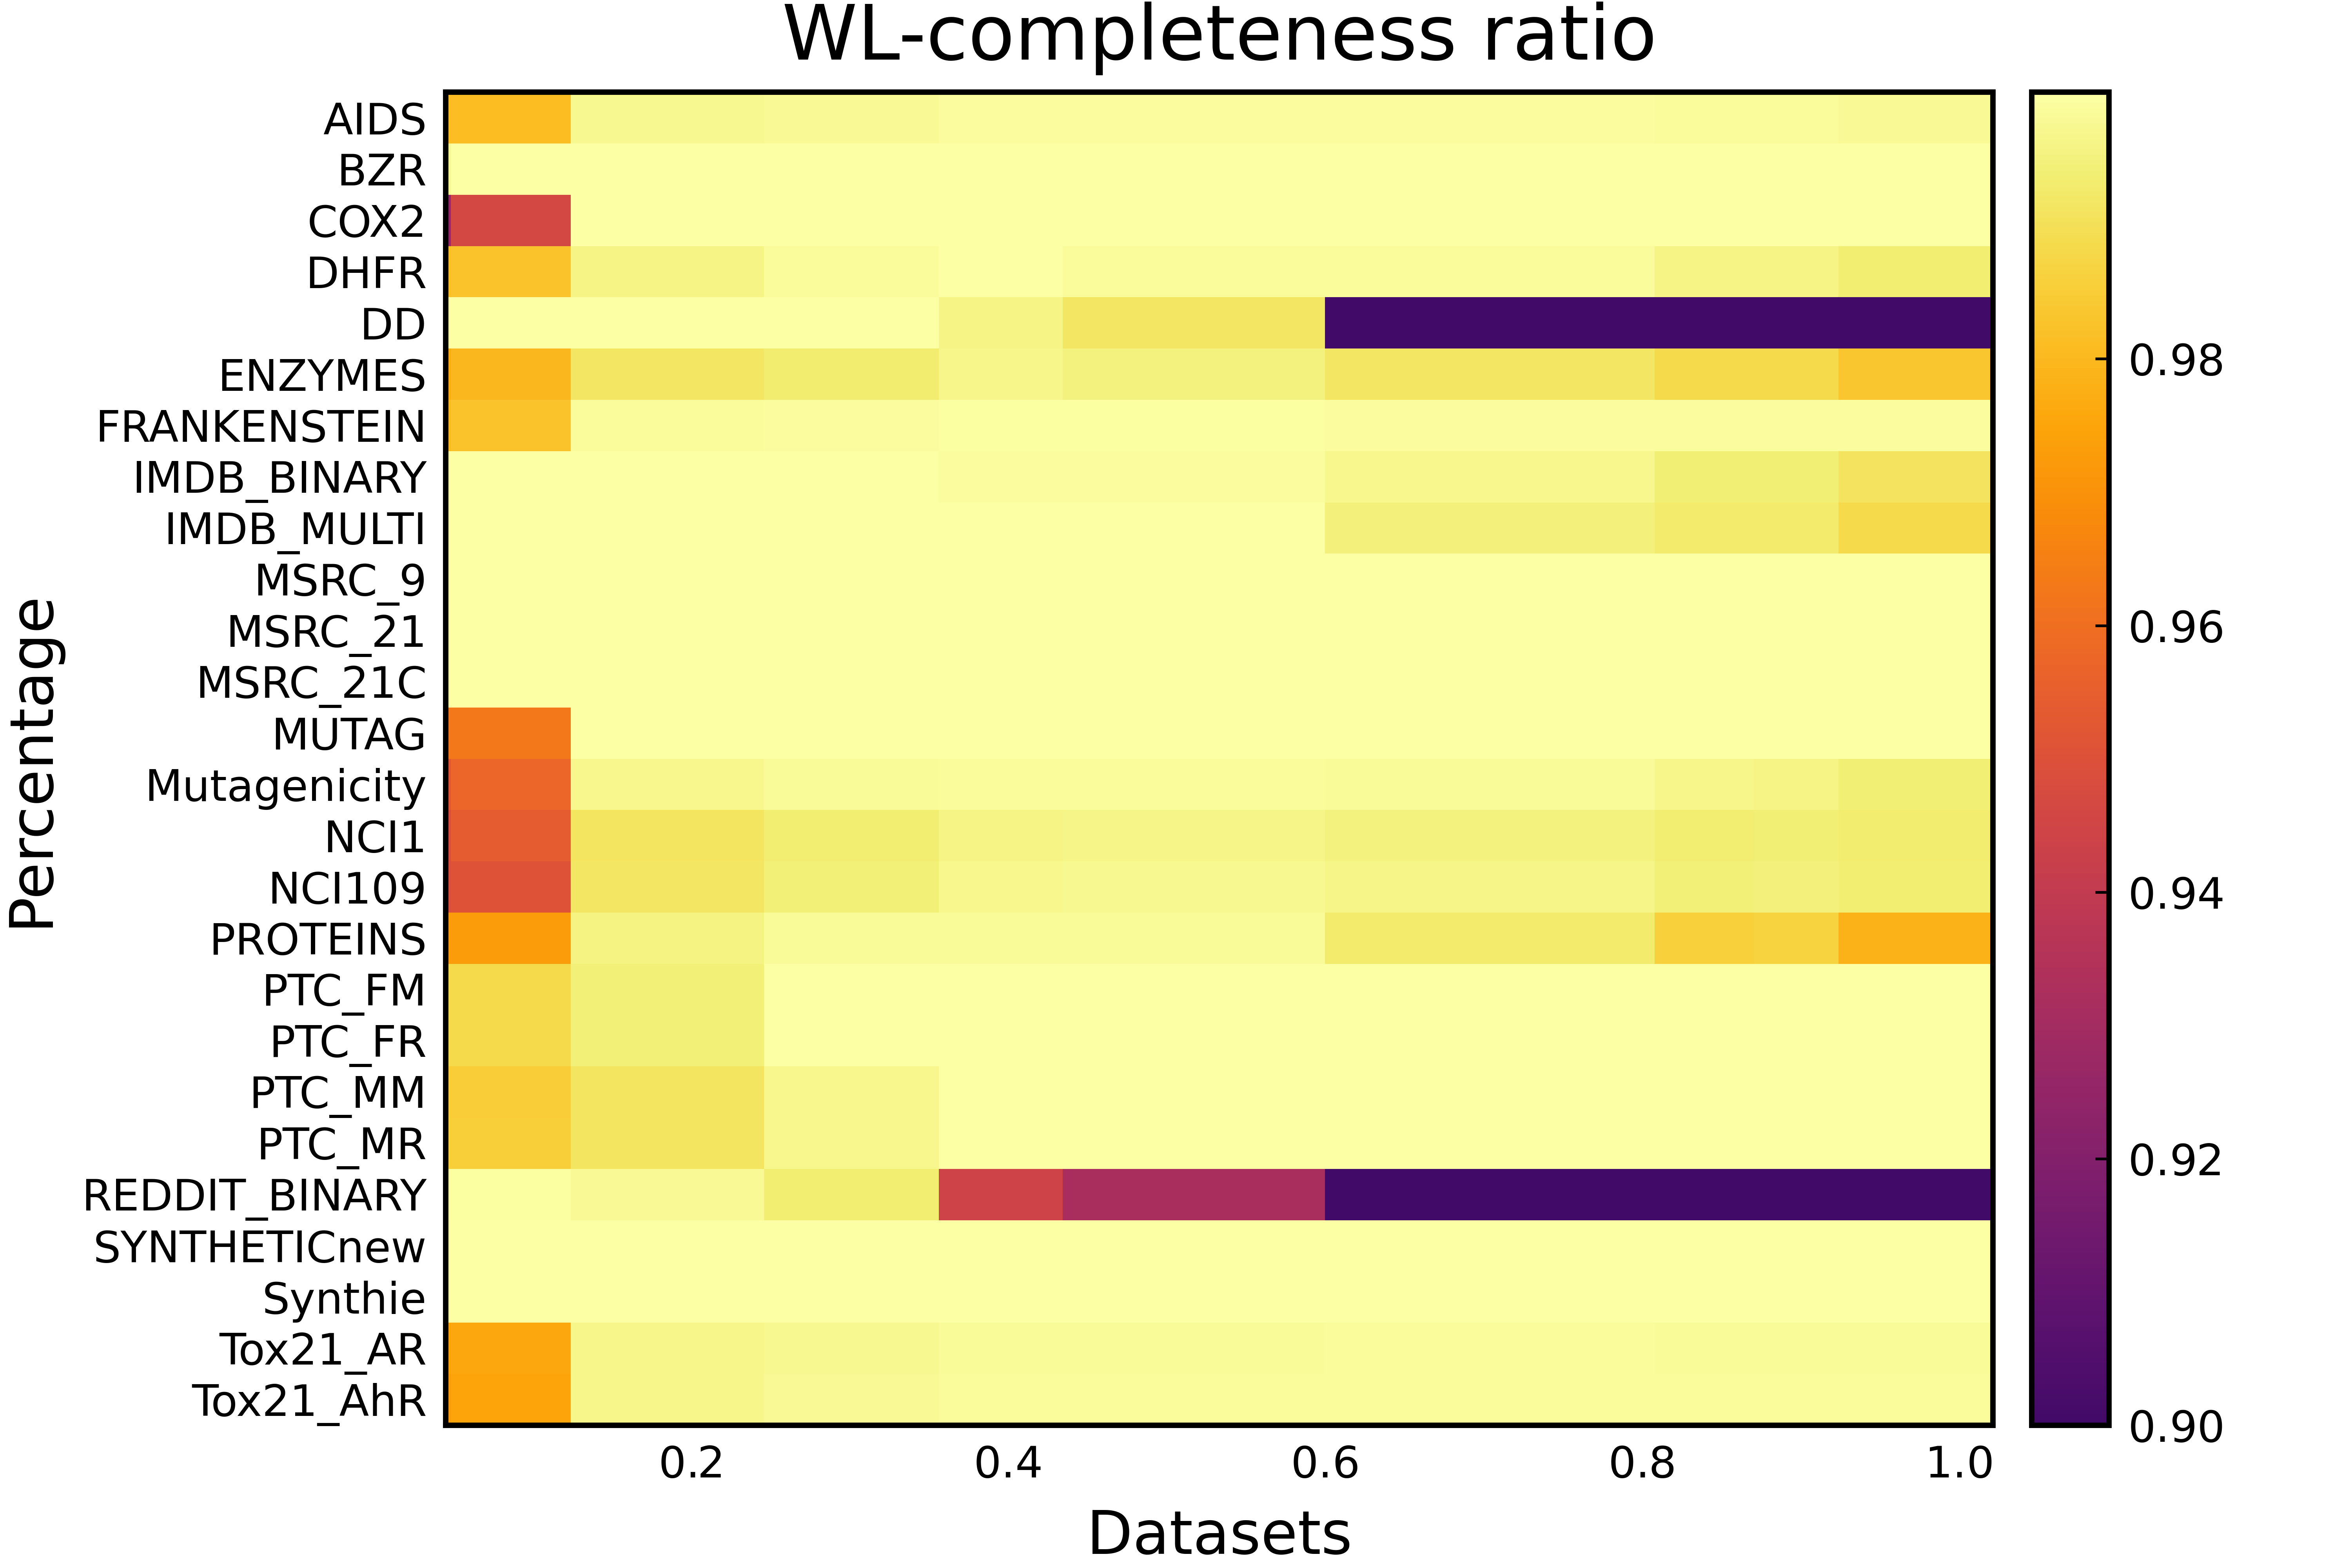 WL-completeness ratio
AIDS
BZR
COX2
DHFR
DD
ENZYMES
FRANKENSTEIN
IMDB_BINARY
IMDB_MULTI
MSRC_9
MSRC_21
MSRC_21C
MUTAG
Mutagenicity
NCI1
NCI109
PROTEINS
PTC_FM
PTC_FR
PTC_MM
PTC_MR
REDDIT_BINARY
SYNTHETICnew
Synthie
Tox21_AR
Tox21_AhR
Percentage
0.2 0.4 0.6 0.8 1.0
Datasets
0.98
0.96
0.94
0.92
0.90